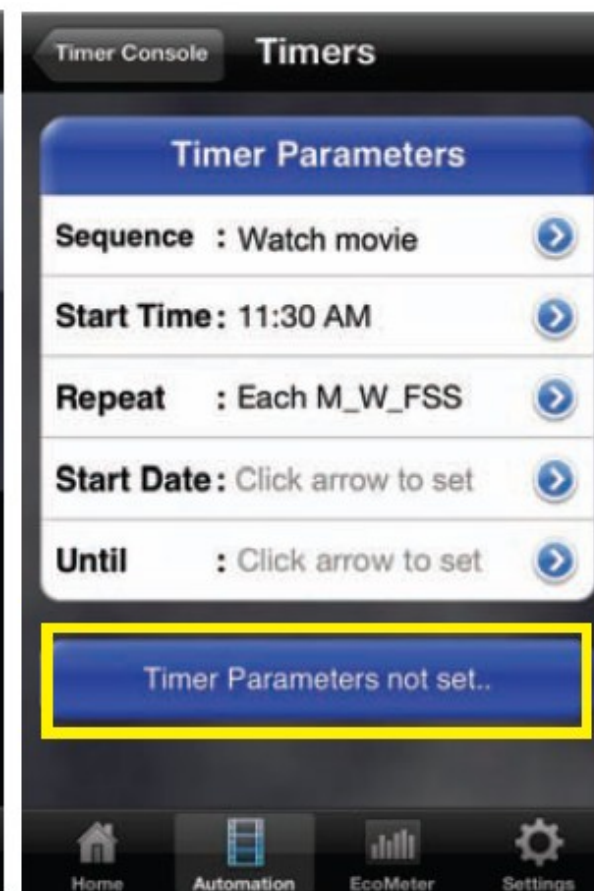 Timer Console Timers
Timer Parameters
Sequence : Watch movie
Start Time: 11:30 AM
Repeat : Each M_W_FSS
Start Date: Click arrow to set
Until : Click arrow to set
Timer Parameters not set..
Home Automation EcoMeter Settings